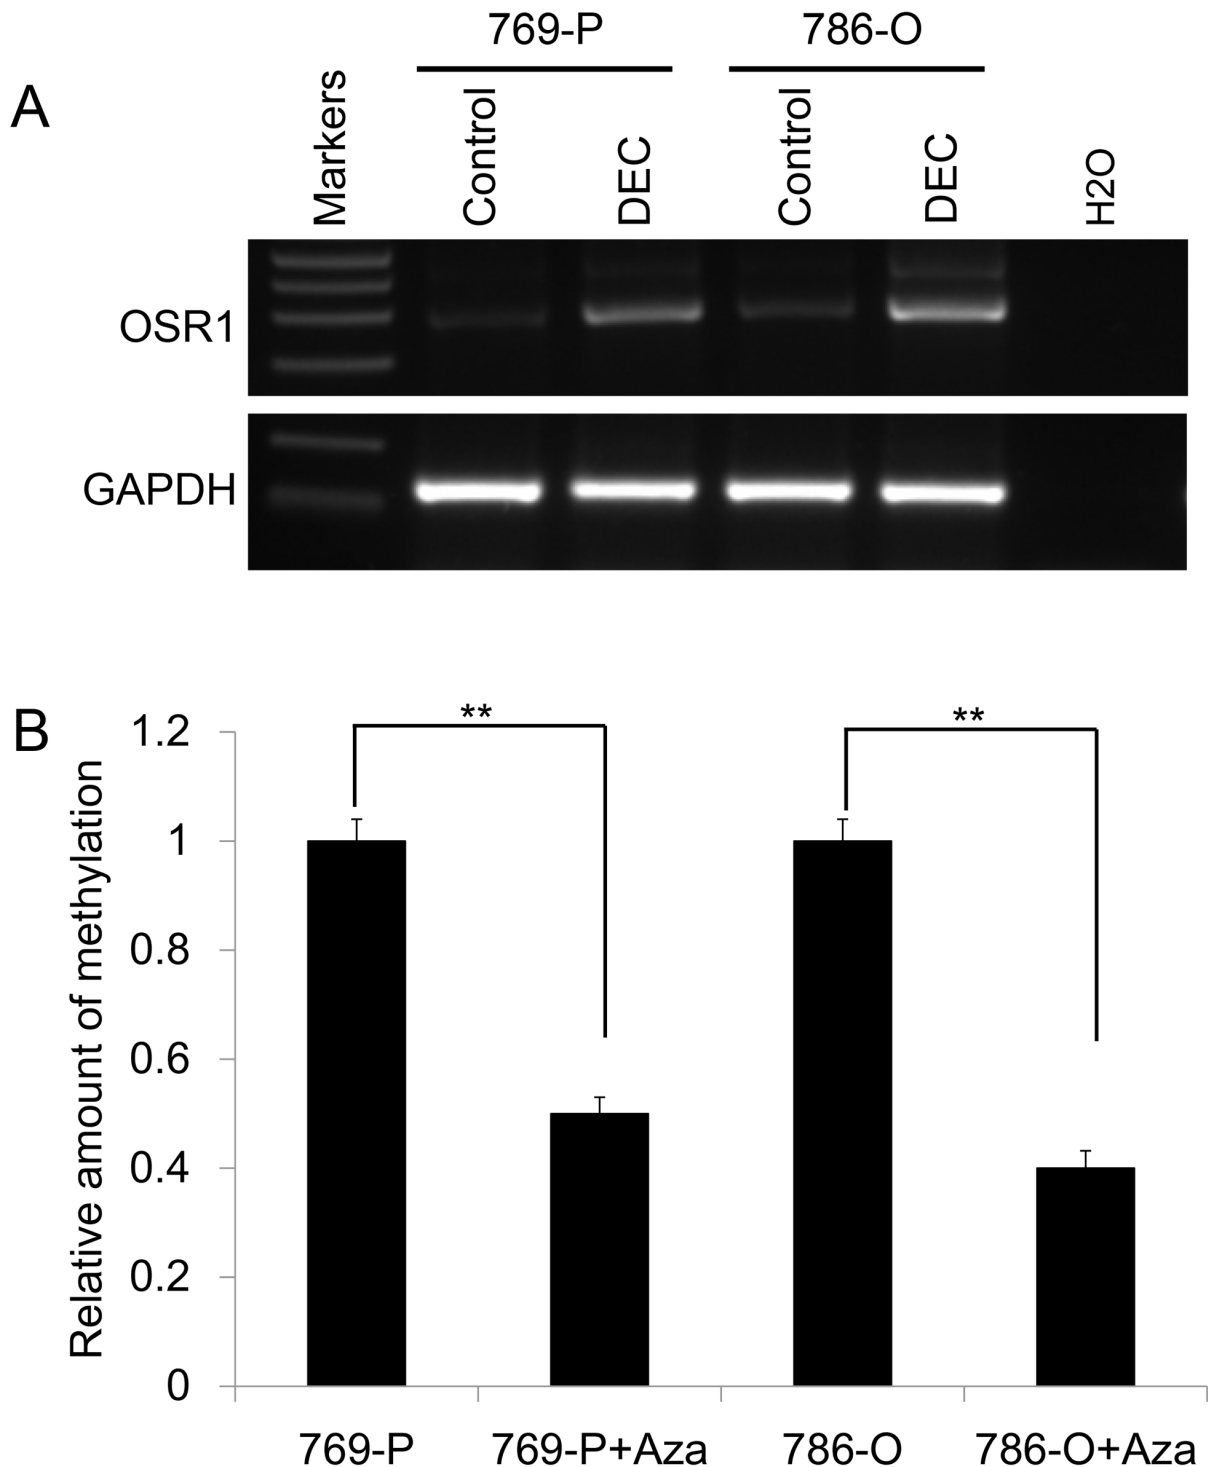 769-P 786-O
A
Markers
Control
DEC
Control
DEC
H2O
OSR1
GAPDH
B
** **
Relative amount of methylation
1.2
1
0.8
0.6
0.4
0.2
0
769-P 769-P+Aza 786-O 786-O+Aza